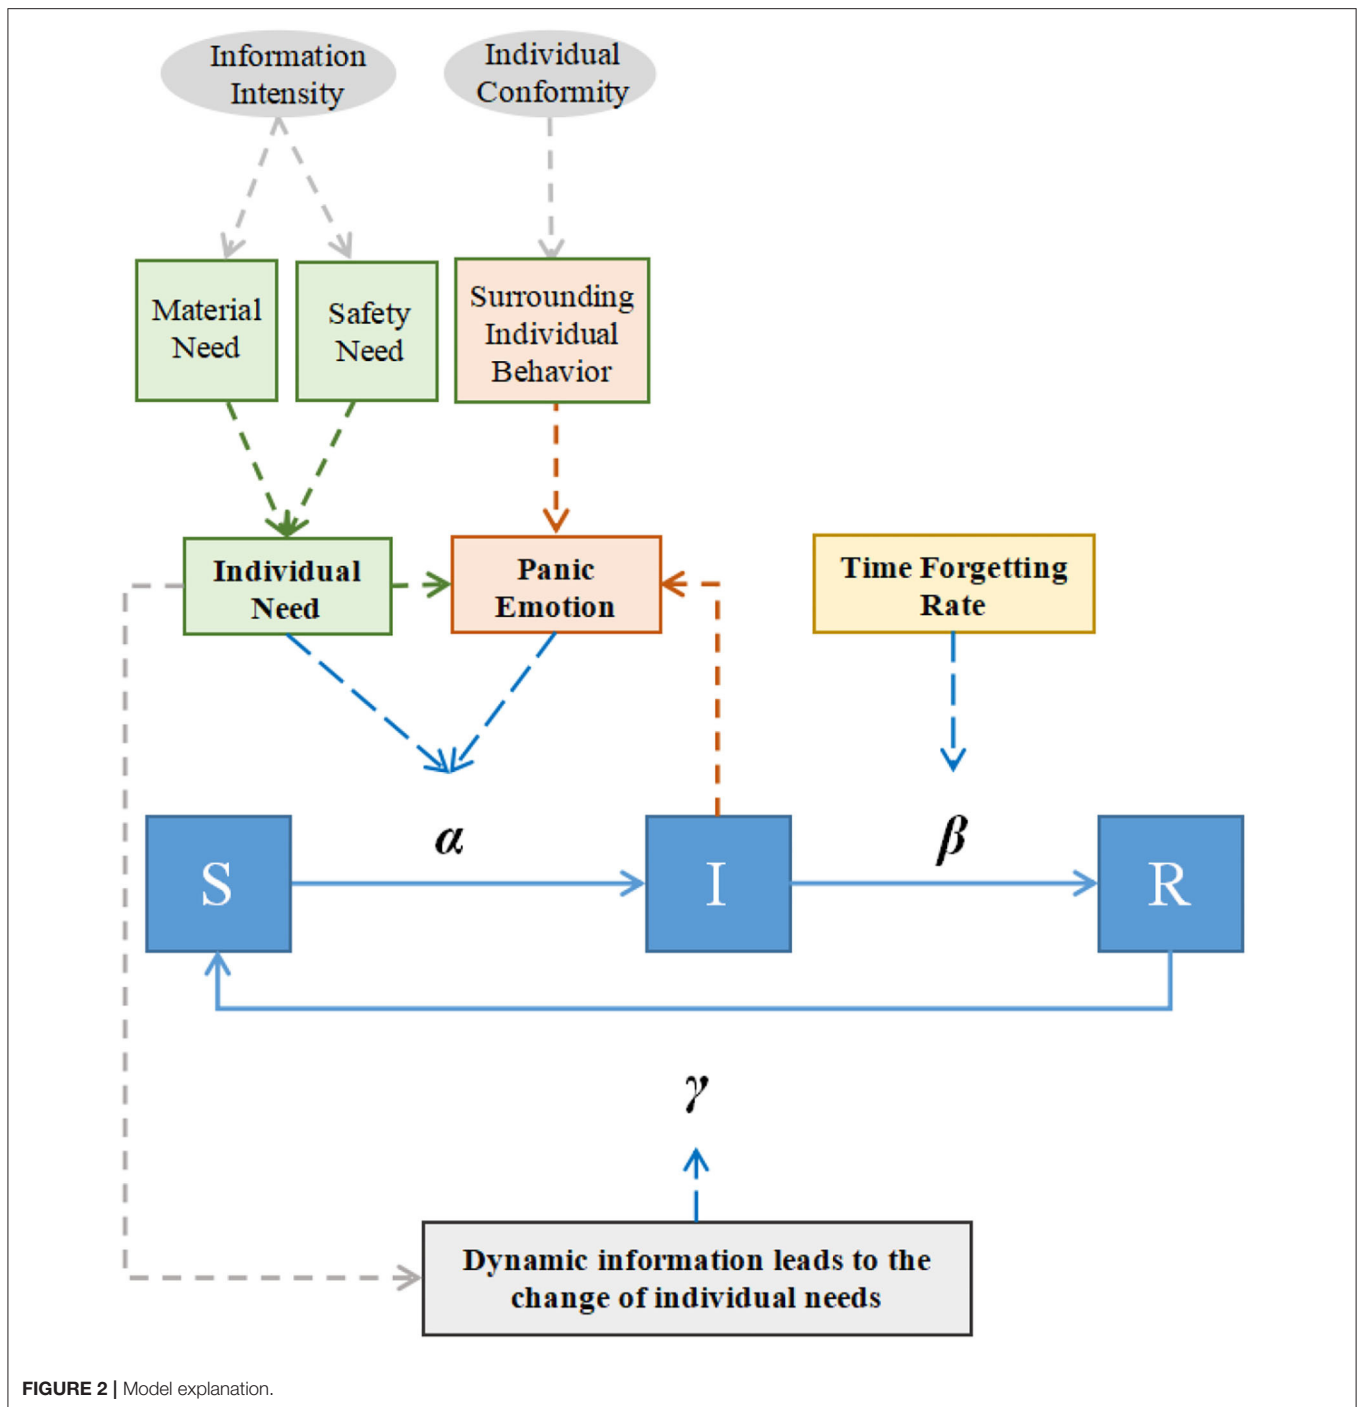 Information
Intensity
Individual
Conformity
Material
Need
Safety
Need
Surrounding
Individual
Behavior
Individual
Need
Panic
Emotion
Time Forgetting
Rate
α
β
S
I
R
γ
Dynamic information leads to the
change of individual needs
FIGURE 2 | Model explanation.